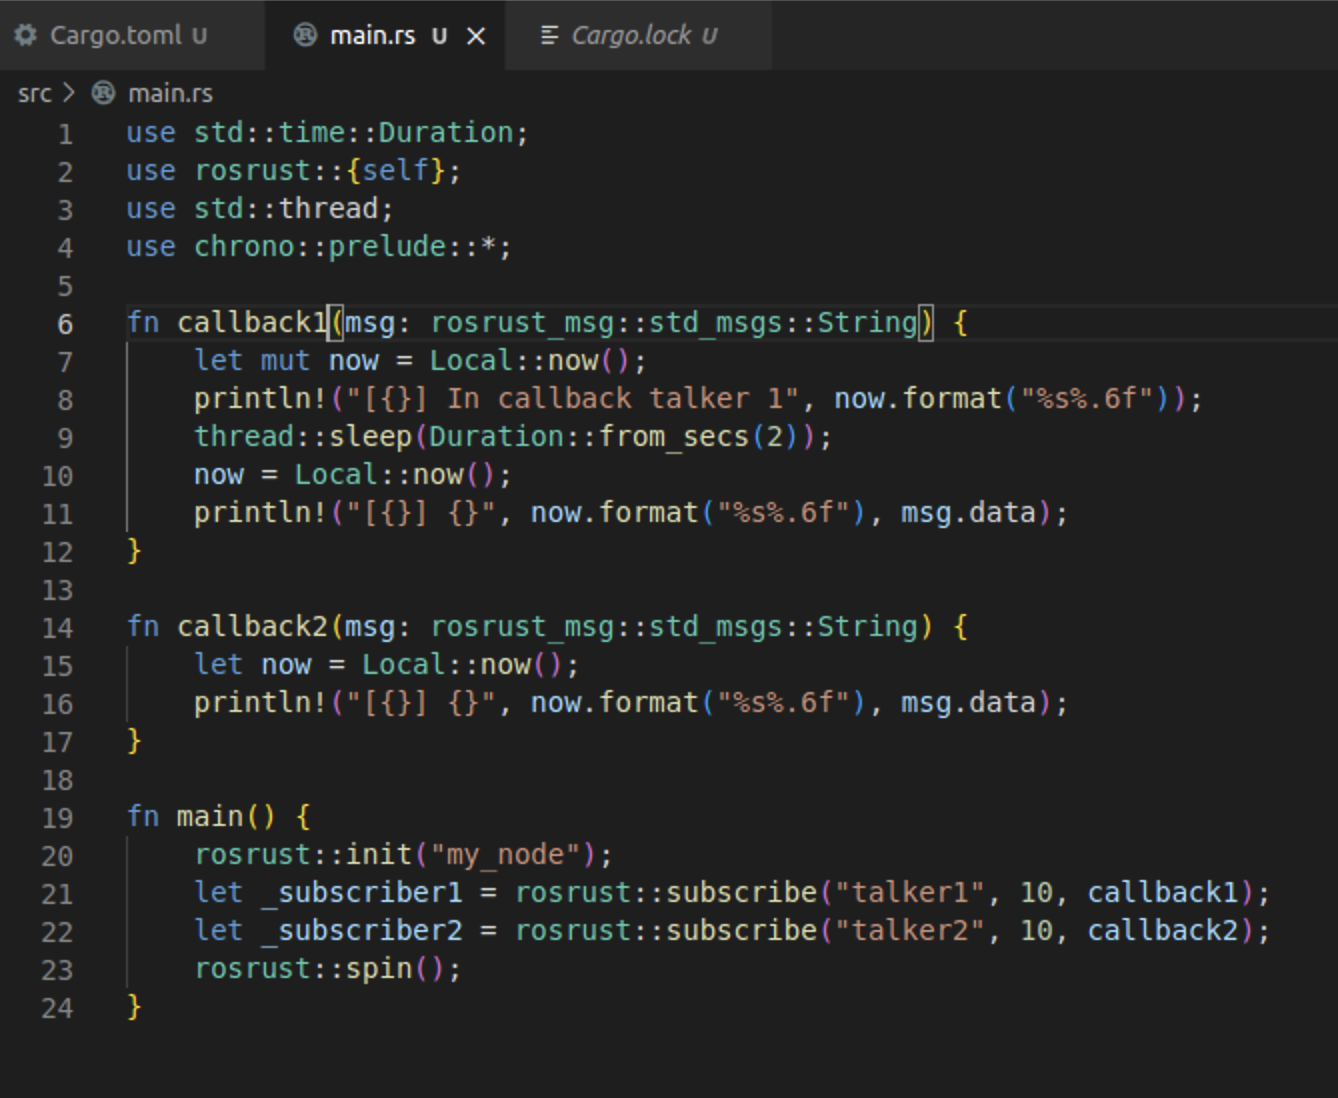 Cargo.toml U main.rs U Cargo.lock U
src > main.rs
1 use std::time::Duration;
2 use rosrust::{self};
3 use std::thread;
4 use chrono::prelude::*;
5
6 fn callback1(msg: rosrust_msg::std_msgs::String) {
7     let mut now = Local::now();
8     println!("[{}] In callback talker 1", now.format("%s%.6f"));
9     thread::sleep(Duration::from_secs(2));
10     now = Local::now();
11     println!("[{}] {}", now.format("%s%.6f"), msg.data);
12 }
13
14 fn callback2(msg: rosrust_msg::std_msgs::String) {
15     let now = Local::now();
16     println!("[{}] {}", now.format("%s%.6f"), msg.data);
17 }
18
19 fn main() {
20     rosrust::init("my_node");
21     let _subscriber1 = rosrust::subscribe("talker1", 10, callback1);
22     let _subscriber2 = rosrust::subscribe("talker2", 10, callback2);
23     rosrust::spin();
24 }